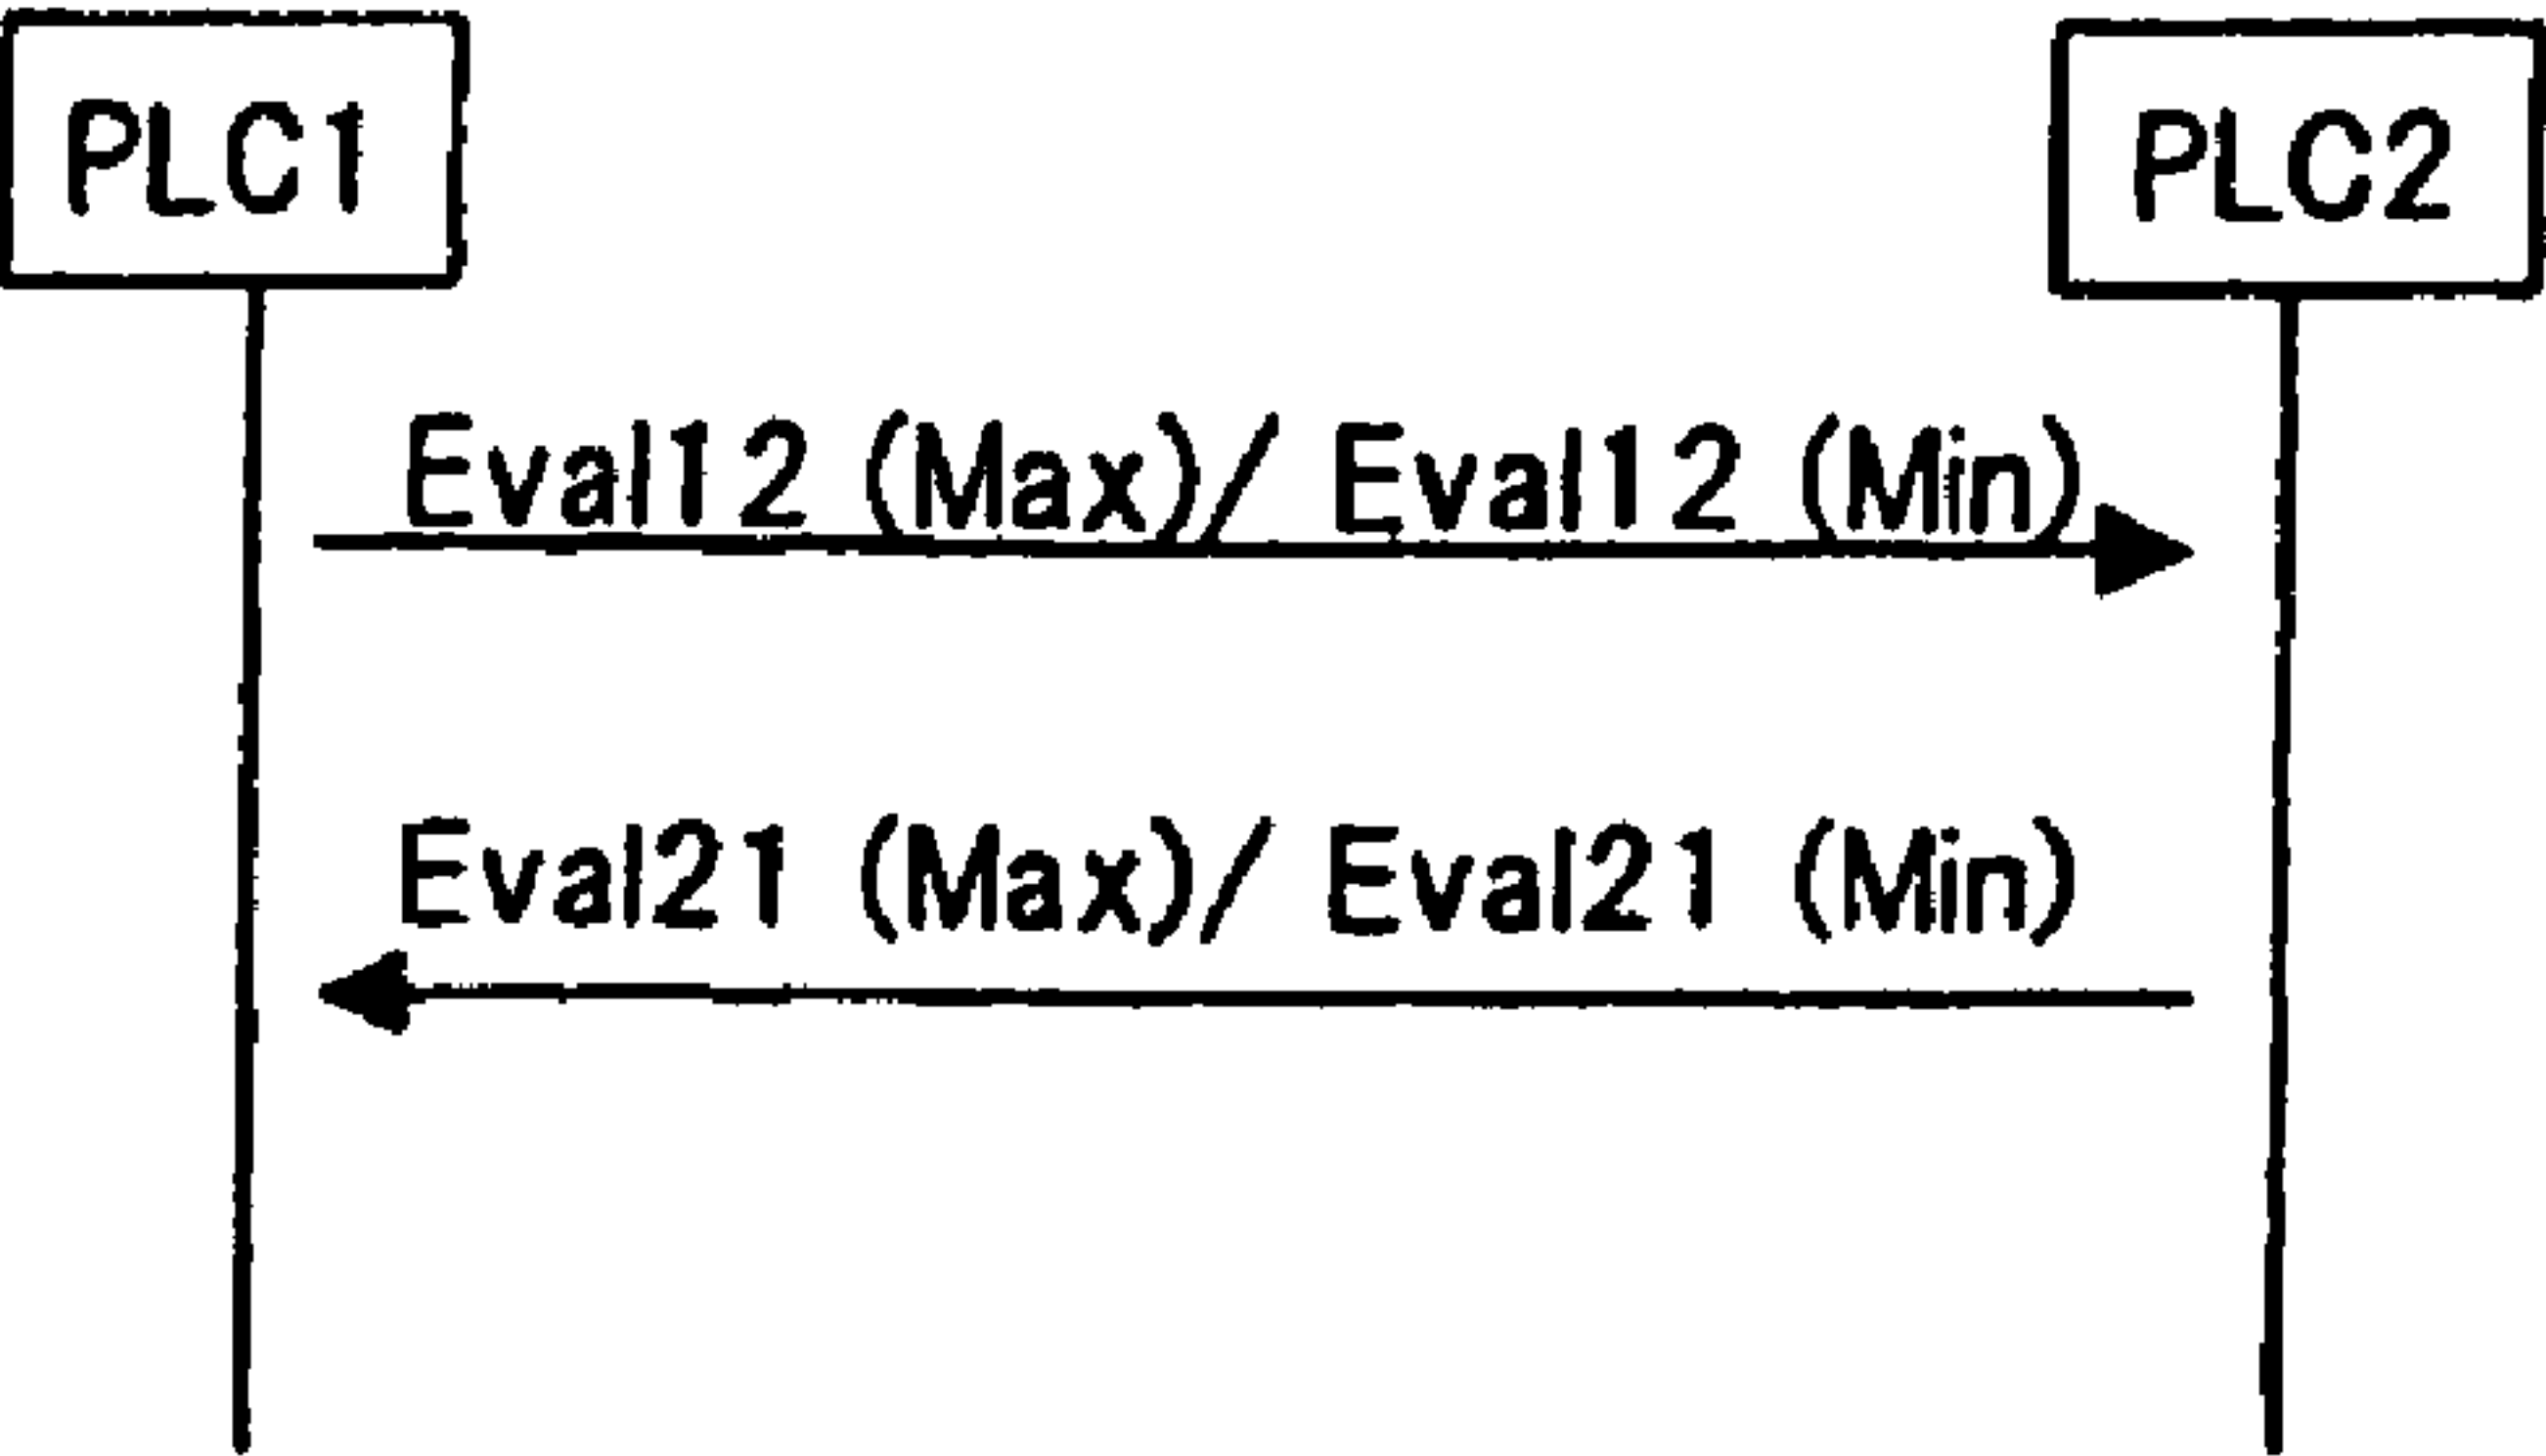 PLC1
PLC2
Eval12 (Max)/ Eval12 (Min)
Eval21 (Max)/ Eval21 (Min)